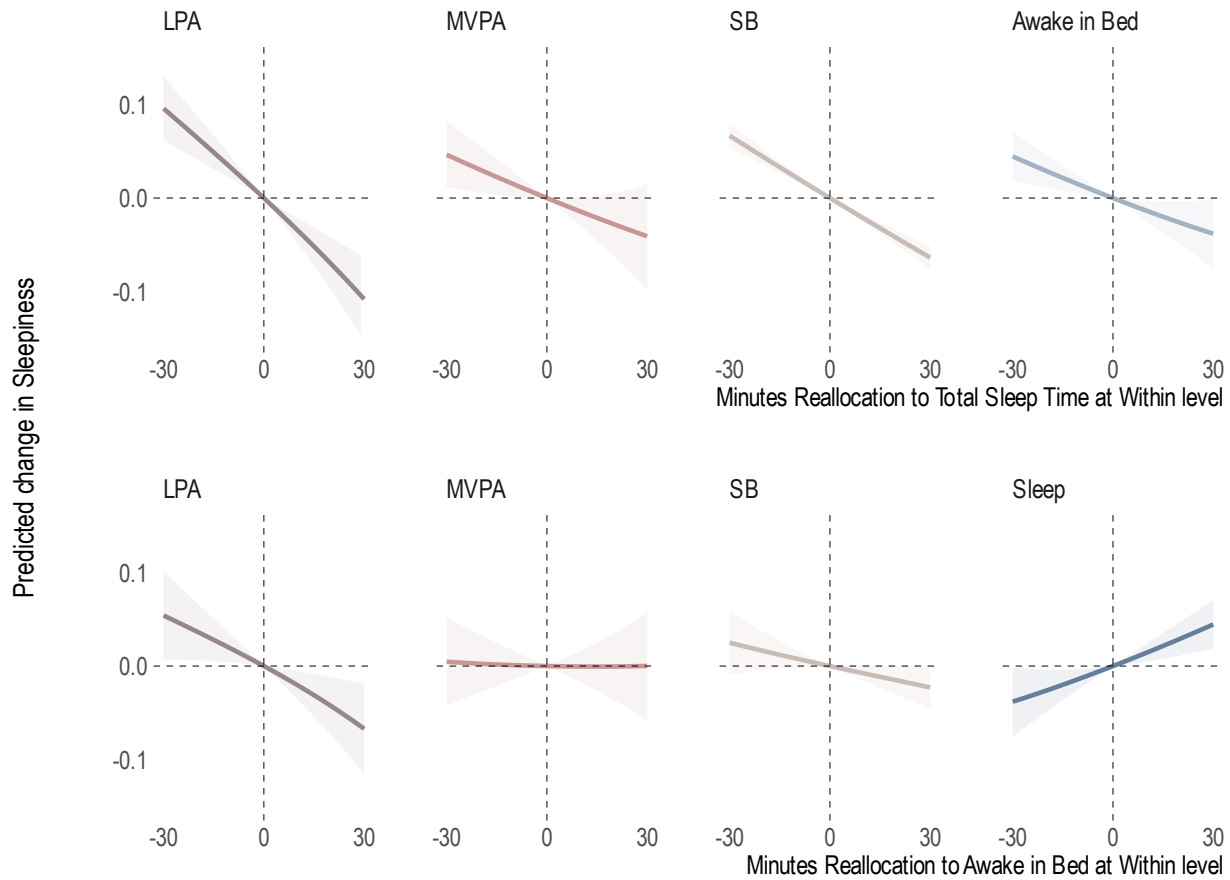 LPA MVPA SB Awake in Bed
0.1
0.0
-0.1
-30 0 30 -30 0 30 -30 0 30 -30 0 30
Minutes Reallocation to Total Sleep Time at Within level
Predicted change in Sleepiness
LPA MVPA SB Sleep
0.1
0.0
-0.1
-30 0 30 -30 0 30 -30 0 30 -30 0 30
Minutes Reallocation to Awake in Bed at Within level